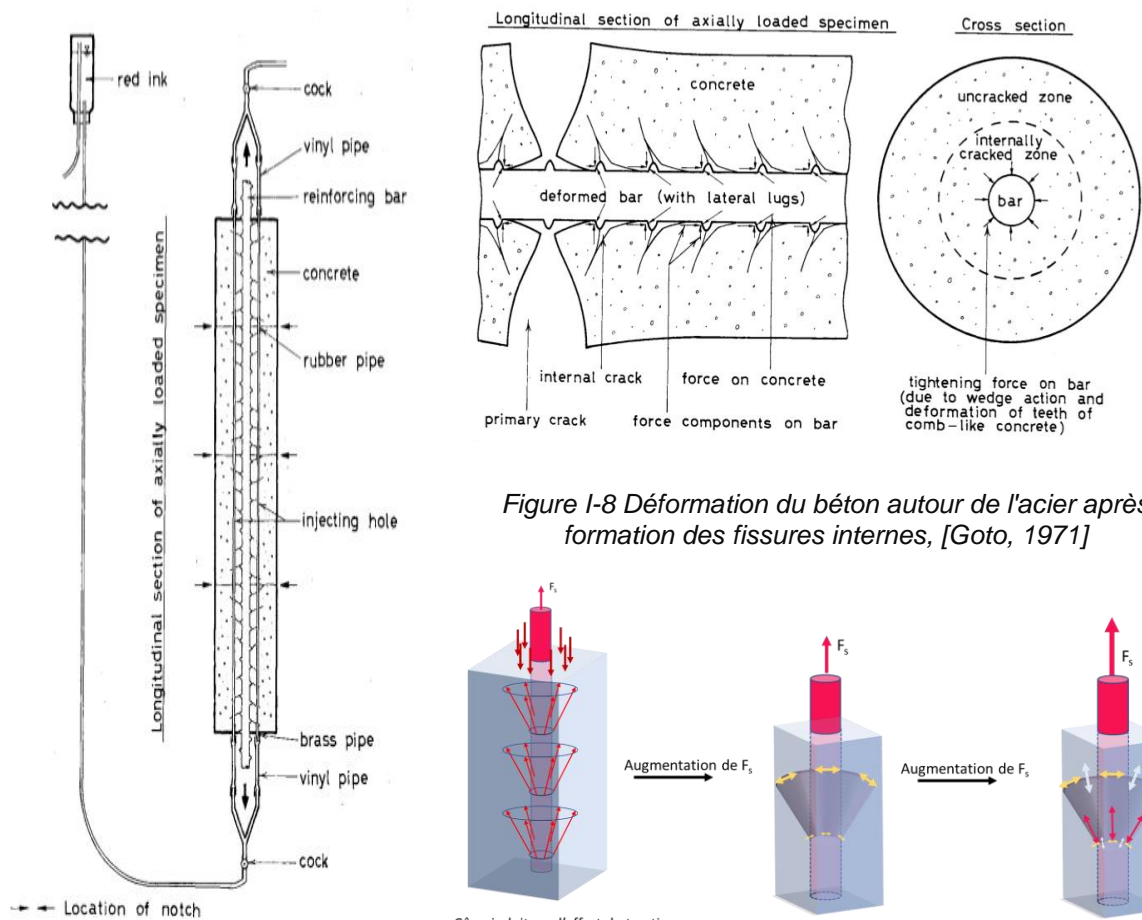 red ink
cock
vinyl pipe
reinforcing bar
concrete
rubber pipe
Longitudinal section of axially loaded specimen
injecting hole
brass pipe
vinyl pipe
cock
Location of notch
Longitudinal section of axially loaded specimen
Cross section
concrete
deformed bar (with lateral lugs)
internal crack
force on concrete
primary crack
force components on bar
uncracked zone
internally
cracked zone
bar
tightening force on bar
(due to wedge action and
deformation of teeth of
comb-like concrete)
Figure I-8 Déformation du béton autour de l'acier après
formation des fissures internes, [Goto, 1971]
Fs
Augmentation de Fs
Fs
Augmentation de Fs
Fs